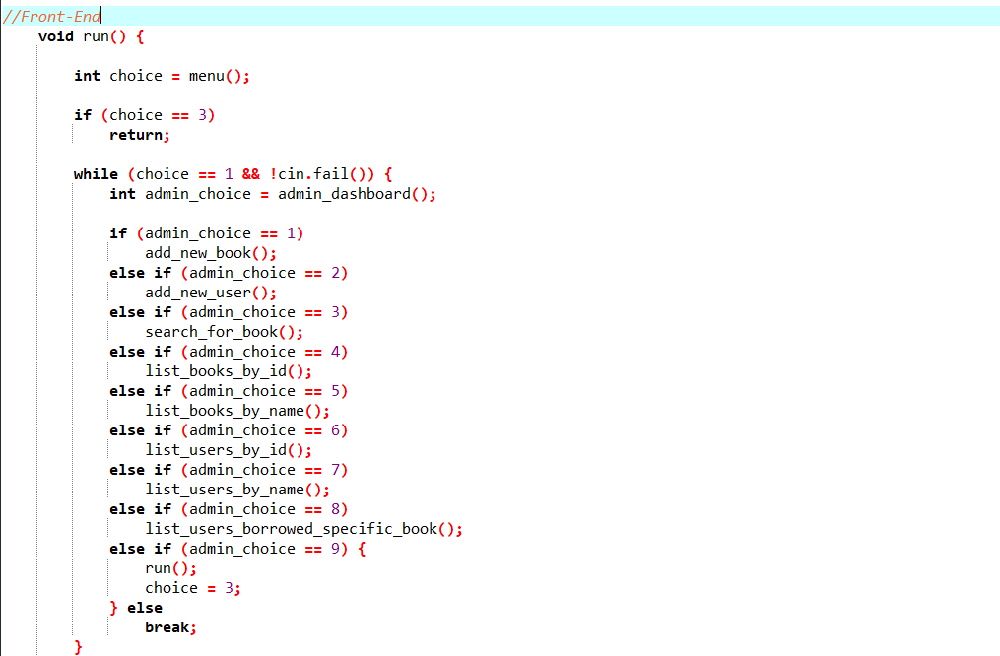 //Front-End
void run() {
int choice = menu();
if (choice == 3)
return;
while (choice == 1 && !cin.fail()) {
int admin_choice = admin_dashboard();
if (admin_choice == 1)
add_new_book();
else if (admin_choice == 2)
add_new_user();
else if (admin_choice == 3)
search_for_book();
else if (admin_choice == 4)
list_books_by_id();
else if (admin_choice == 5)
list_books_by_name();
else if (admin_choice == 6)
list_users_by_id();
else if (admin_choice == 7)
list_users_by_name();
else if (admin_choice == 8)
list_users_borrowed_specific_book();
else if (admin_choice == 9) {
run();
choice = 3;
} else
break;
}